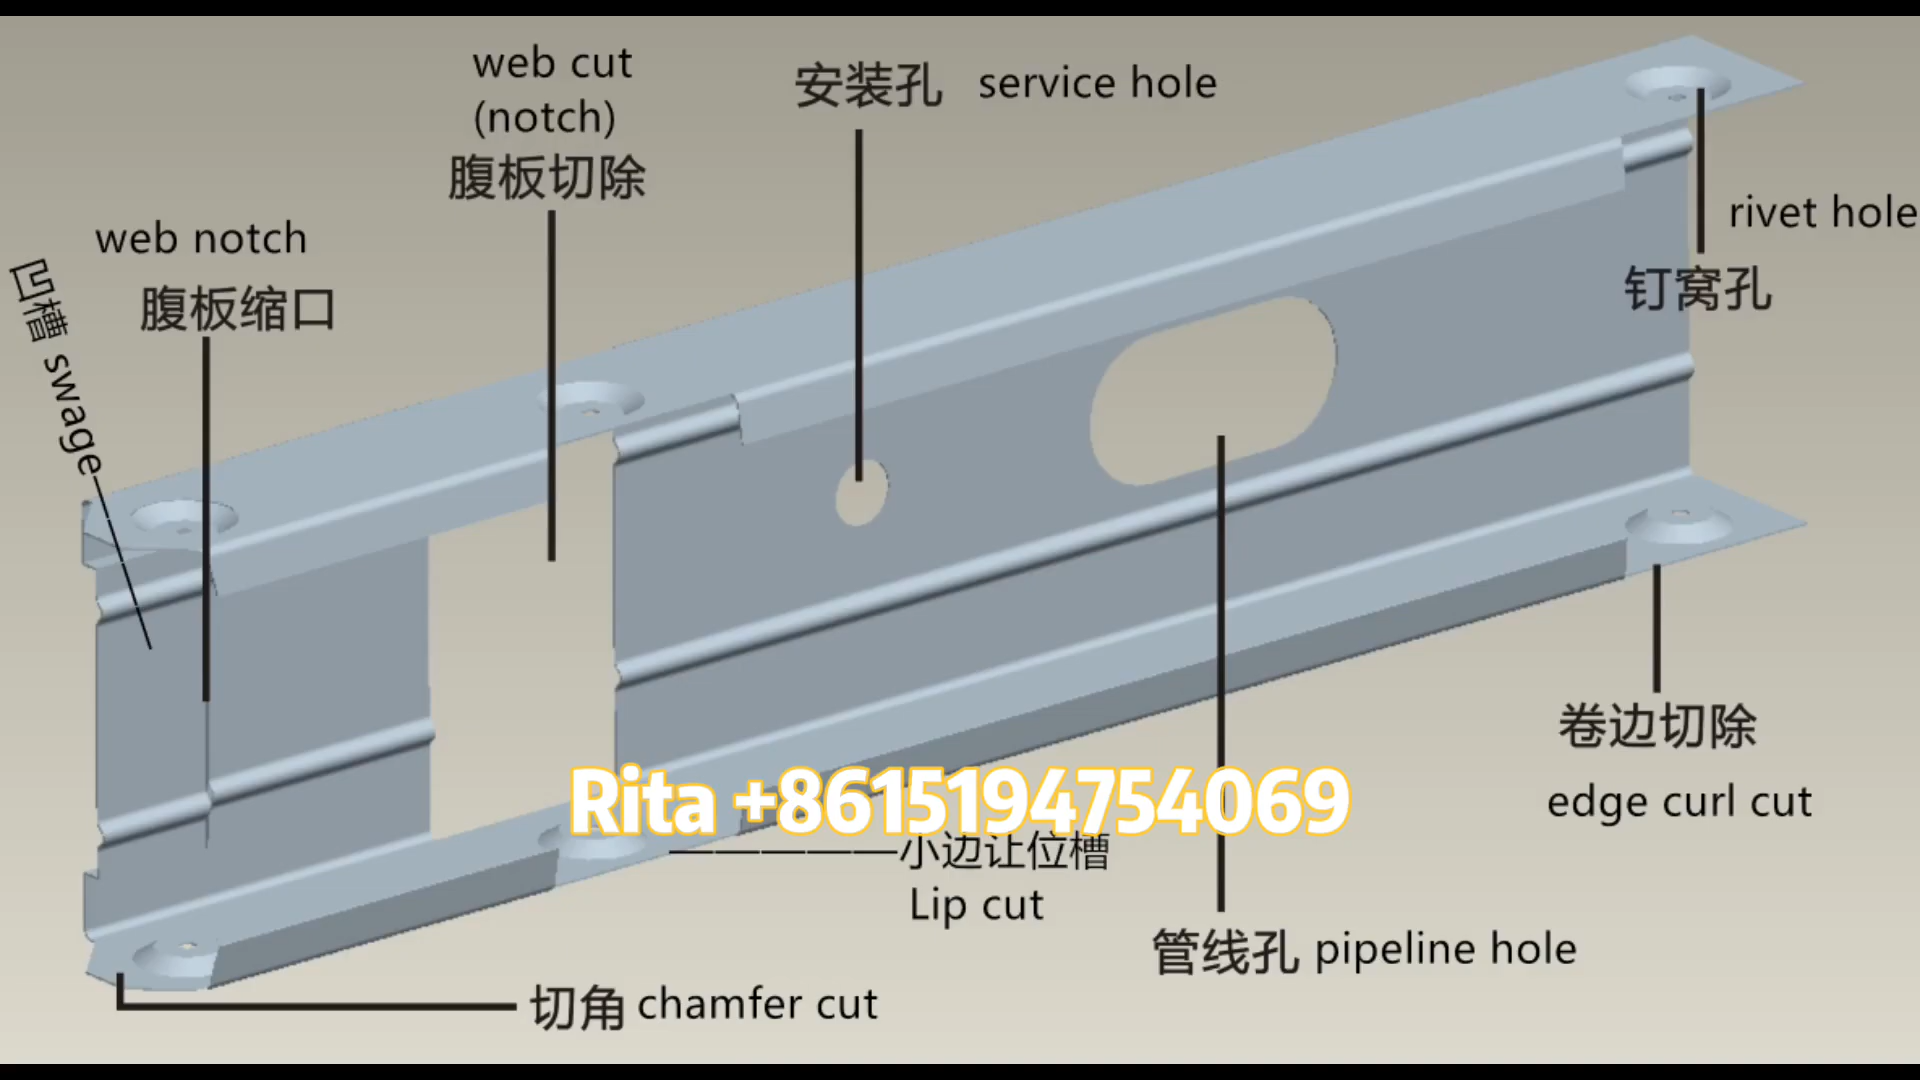 web cut
(notch)
腹板切除
安装孔 service hole
web notch
腹板缩口
凹槽 swage
rivet hole
钉窝孔
卷边切除
edge curl cut
Rita +8615194754069
小边让位槽
Lip cut
管线孔 pipeline hole
切角 chamfer cut